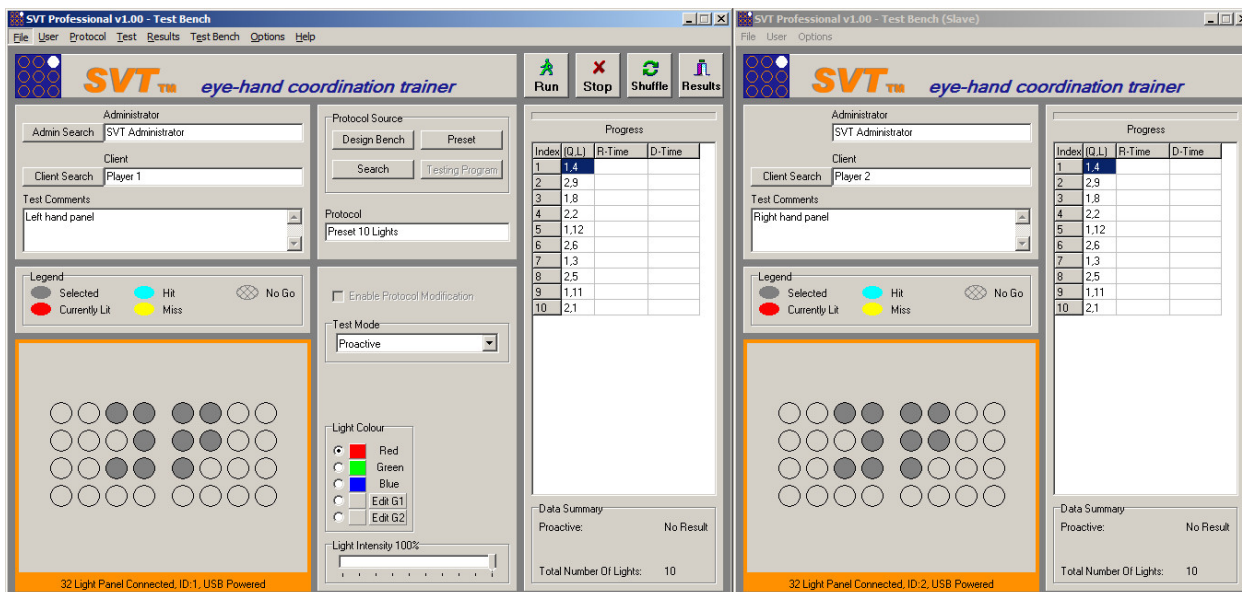 SVT Professional v1.00 - Test Bench
File User Protocol Test Results Test Bench Options Help
SVT TM eye-hand coordination trainer
Run Stop Shuffle Results
Administrator
Admin Search SVT Administrator
Client
Client Search Player 1
Test Comments
Left hand panel
Protocol Source
Design Bench Preset
Search Testing Program
Protocol
Preset 10 Lights
Legend
Selected Hit No Go
Currently Lit Miss
Enable Protocol Modification
Test Mode
Proactive
Light Colour
Red
Green
Blue
Edit G1
Edit G2
Light Intensity 100%
32 Light Panel Connected, ID:1, USB Powered
Progress
Index (Q,L) R-Time D-Time
1 1,4
2 2,9
3 1,8
4 2,2
5 1,12
6 2,6
7 1,3
8 2,5
9 1,11
10 2,1
Data Summary
Proactive: No Result
Total Number Of Lights: 10
SVT Professional v1.00 - Test Bench (Slave)
File User Options
SVT TM eye-hand coordination trainer
Administrator
SVT Administrator
Client
Client Search Player 2
Test Comments
Right hand panel
Legend
Selected Hit No Go
Currently Lit Miss
32 Light Panel Connected, ID:2, USB Powered
Progress
Index (Q,L) R-Time D-Time
1 1,4
2 2,9
3 1,8
4 2,2
5 1,12
6 2,6
7 1,3
8 2,5
9 1,11
10 2,1
Data Summary
Proactive: No Result
Total Number Of Lights: 10